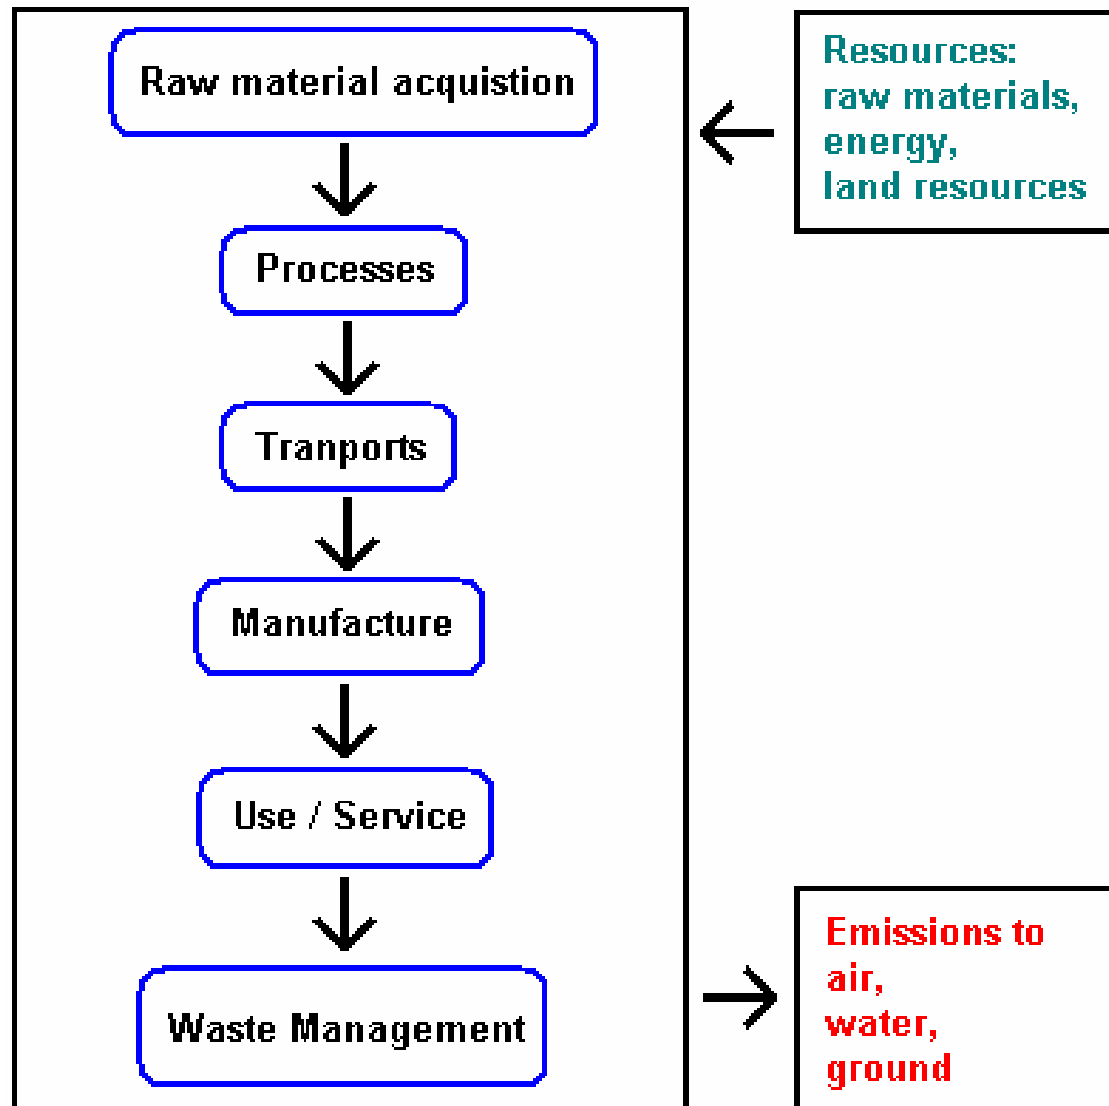 Raw material acquistion
Processes
Tranports
Manufacture
Use / Service
Waste Management
Resources:
raw materials,
energy,
land resources
Emissions to
air,
water,
ground